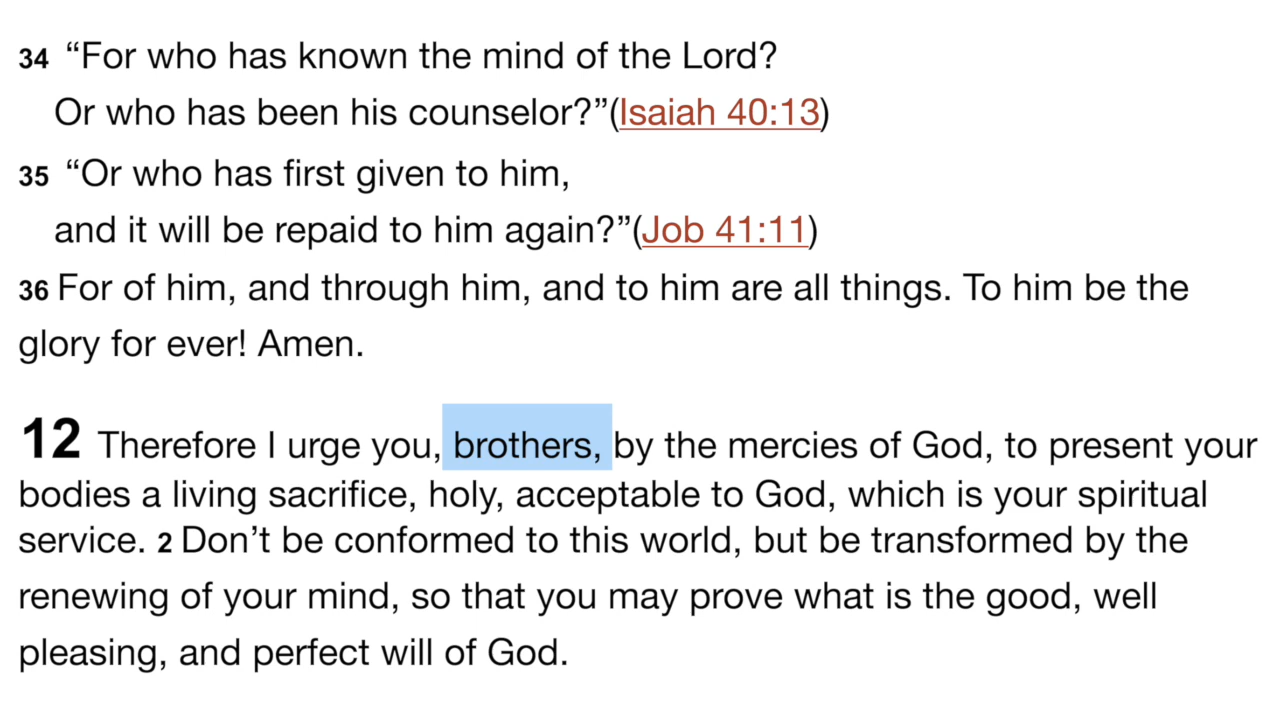 34 “For who has known the mind of the Lord?
Or who has been his counselor?”(Isaiah 40:13)
35 “Or who has first given to him,
and it will be repaid to him again?”(Job 41:11)
36 For of him, and through him, and to him are all things. To him be the
glory for ever! Amen.
12 Therefore I urge you, brothers, by the mercies of God, to present your
bodies a living sacrifice, holy, acceptable to God, which is your spiritual
service. 2 Don’t be conformed to this world, but be transformed by the
renewing of your mind, so that you may prove what is the good, well
pleasing, and perfect will of God.